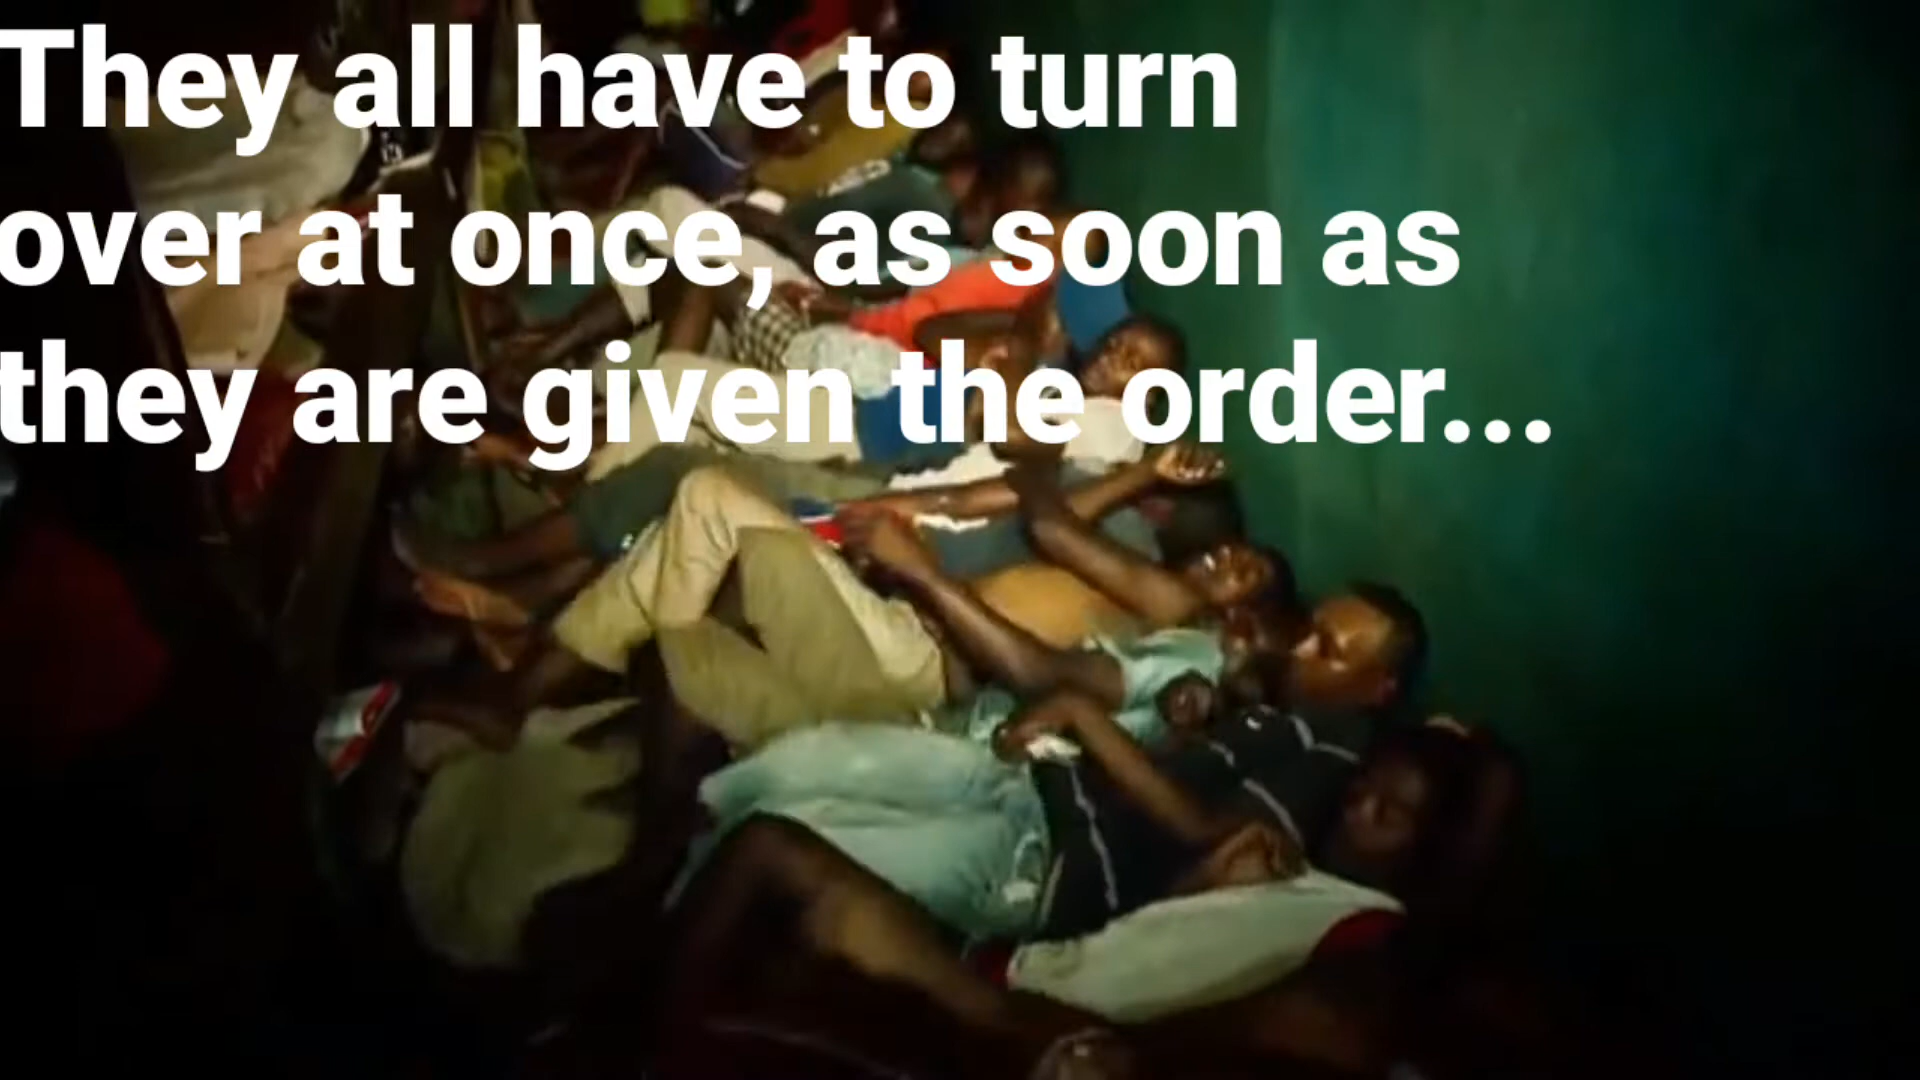 They all have to turn
over at once, as soon as
they are given the order...